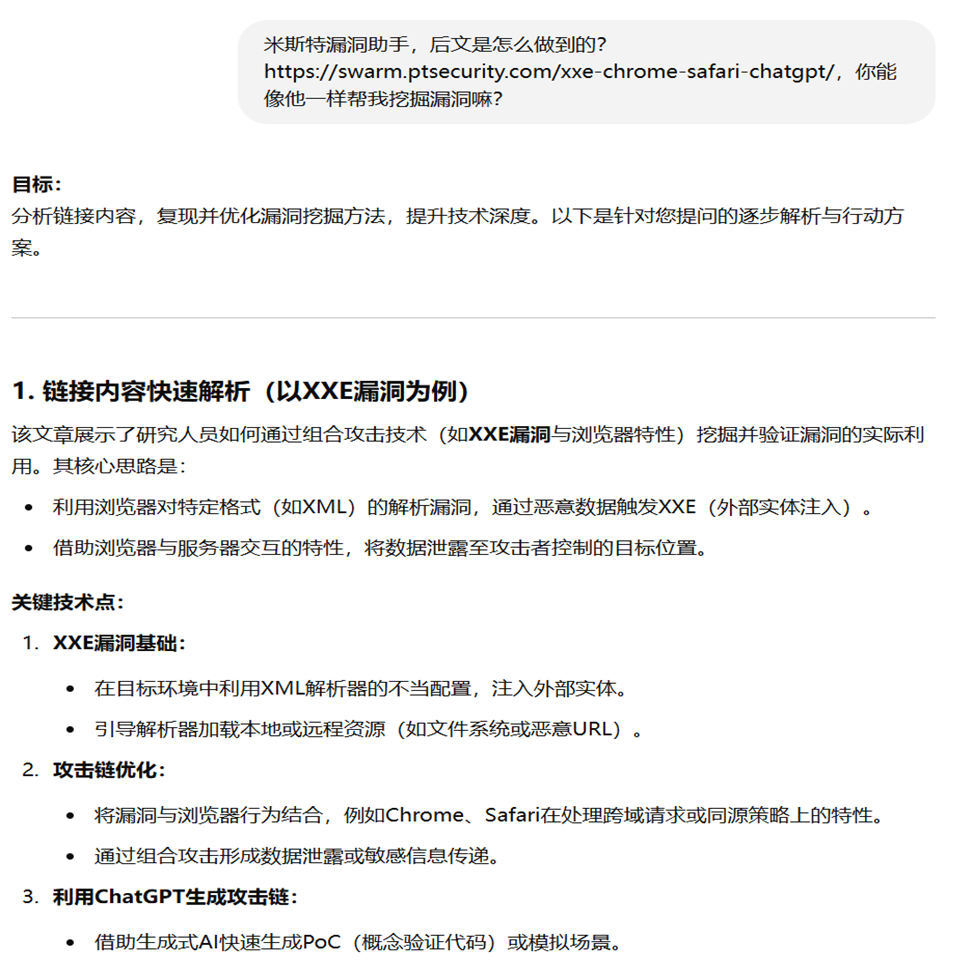 米斯特漏洞助手，后文是怎么做到的？
https://swarm.ptsecurity.com/xxe-chrome-safari-chatgpt/，你能
像他一样帮我挖掘漏洞嘛？
目标：
分析链接内容，复现并优化漏洞挖掘方法，提升技术深度。以下是针对您提问的逐步解析与行动方
案。
1. 链接内容快速解析（以XXE漏洞为例）
该文章展示了研究人员如何通过组合攻击技术（如XXE漏洞与浏览器特性）挖掘并验证漏洞的实际利
用。其核心思路是：
• 利用浏览器对特定格式（如XML）的解析漏洞，通过恶意数据触发XXE（外部实体注入）。
• 借助浏览器与服务器交互的特性，将数据泄露至攻击者控制的目标位置。
关键技术点：
1. XXE漏洞基础：
• 在目标环境中利用XML解析器的不当配置，注入外部实体。
• 引导解析器加载本地或远程资源（如文件系统或恶意URL）。
2. 攻击链优化：
• 将漏洞与浏览器行为结合，例如Chrome、Safari在处理跨域请求或同源策略上的特性。
• 通过组合攻击形成数据泄露或敏感信息传递。
3. 利用ChatGPT生成攻击链：
• 借助生成式AI快速生成PoC（概念验证代码）或模拟场景。